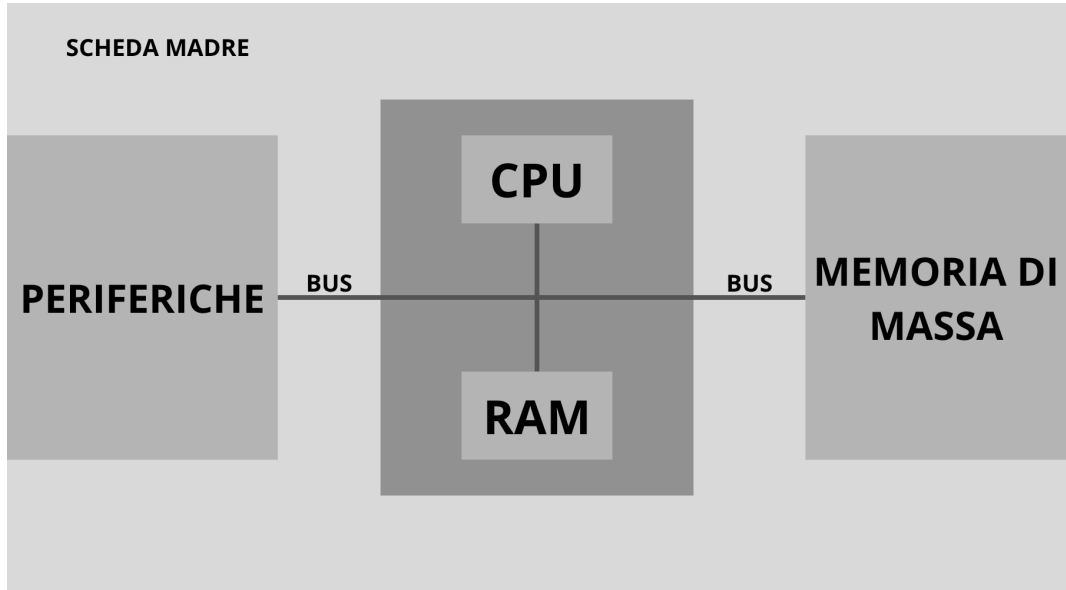 SCHEDA MADRE
CPU
PERIFERICHE
BUS
BUS
MEMORIA DI
MASSA
RAM